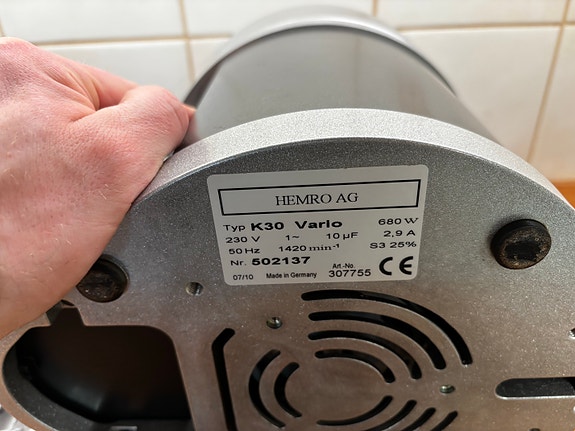 HEMRO AG
Typ K30 Vario 680 W
230 V 1~ 10 µF 2,9 A
50 Hz 1420 min-1 S3 25%
Nr. 502137
07/10 Made in Germany Art.-No. 307755 CE